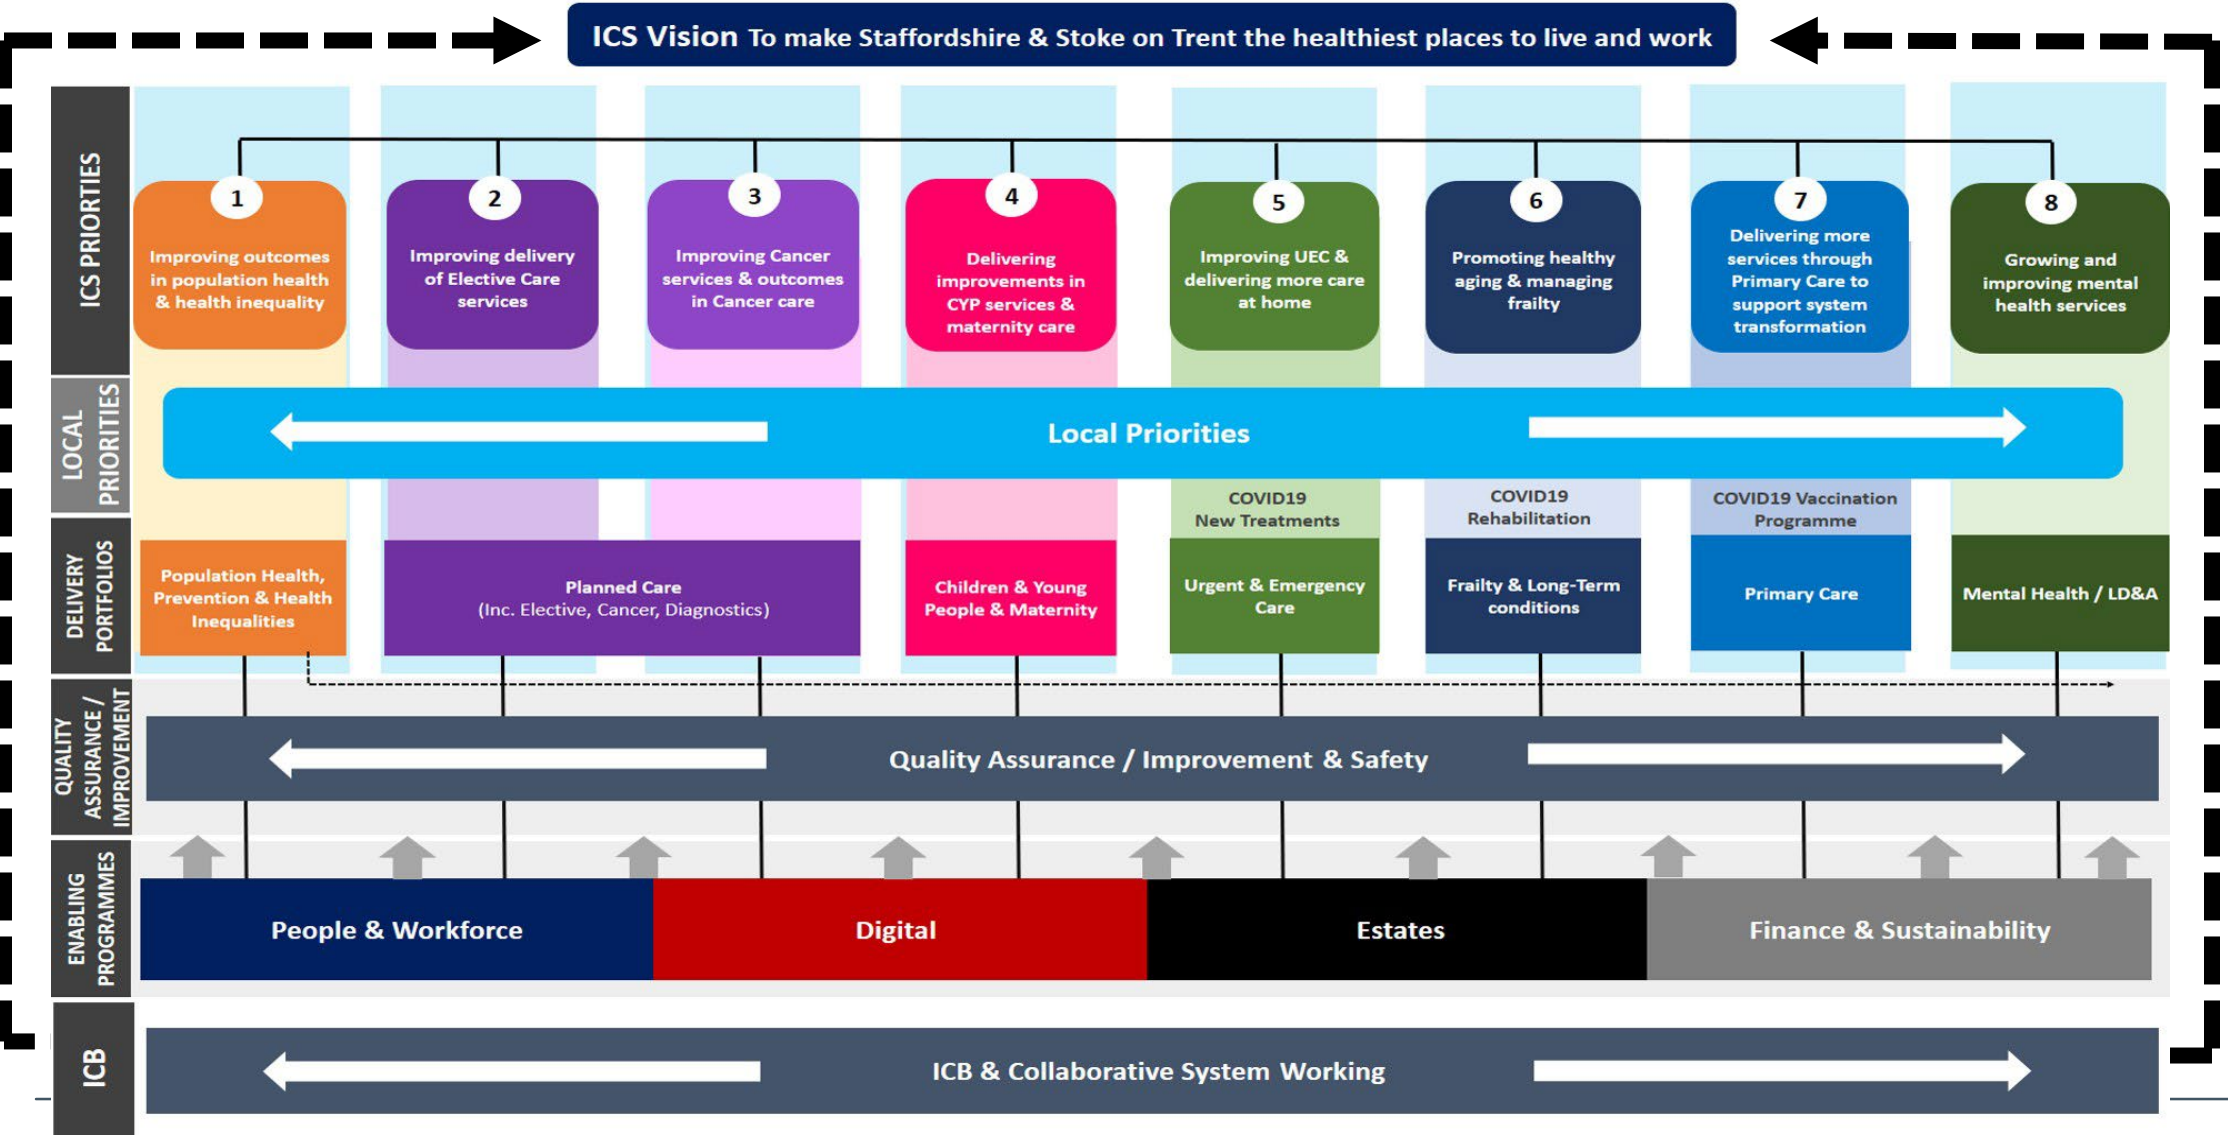 ICS Vision To make Staffordshire & Stoke on Trent the healthiest places to live and work
ICS PRIORTIES
1
Improving outcomes
in population health
& health inequality
2
Improving delivery
of Elective Care
services
3
Improving Cancer
services & outcomes
in Cancer care
4
Delivering
improvements in
CYP services &
maternity care
5
Improving UEC &
delivering more care
at home
6
Promoting healthy
aging & managing
frailty
7
Delivering more
services through
Primary Care to
support system
transformation
8
Growing and
improving mental
health services
LOCAL
PRIORITIES
Local Priorities
COVID19
New Treatments
COVID19
Rehabilitation
COVID19 Vaccination
Programme
DELIVERY
PORTFOLIOS
Population Health,
Prevention & Health
Inequalities
Planned Care
(Inc. Elective, Cancer, Diagnostics)
Children & Young
People & Maternity
Urgent & Emergency
Care
Frailty & Long-Term
conditions
Primary Care
Mental Health / LD&A
QUALITY
ASSURANCE /
IMPROVEMENT
Quality Assurance / Improvement & Safety
ENABLING
PROGRAMMES
People & Workforce
Digital
Estates
Finance & Sustainability
ICB
ICB & Collaborative System Working